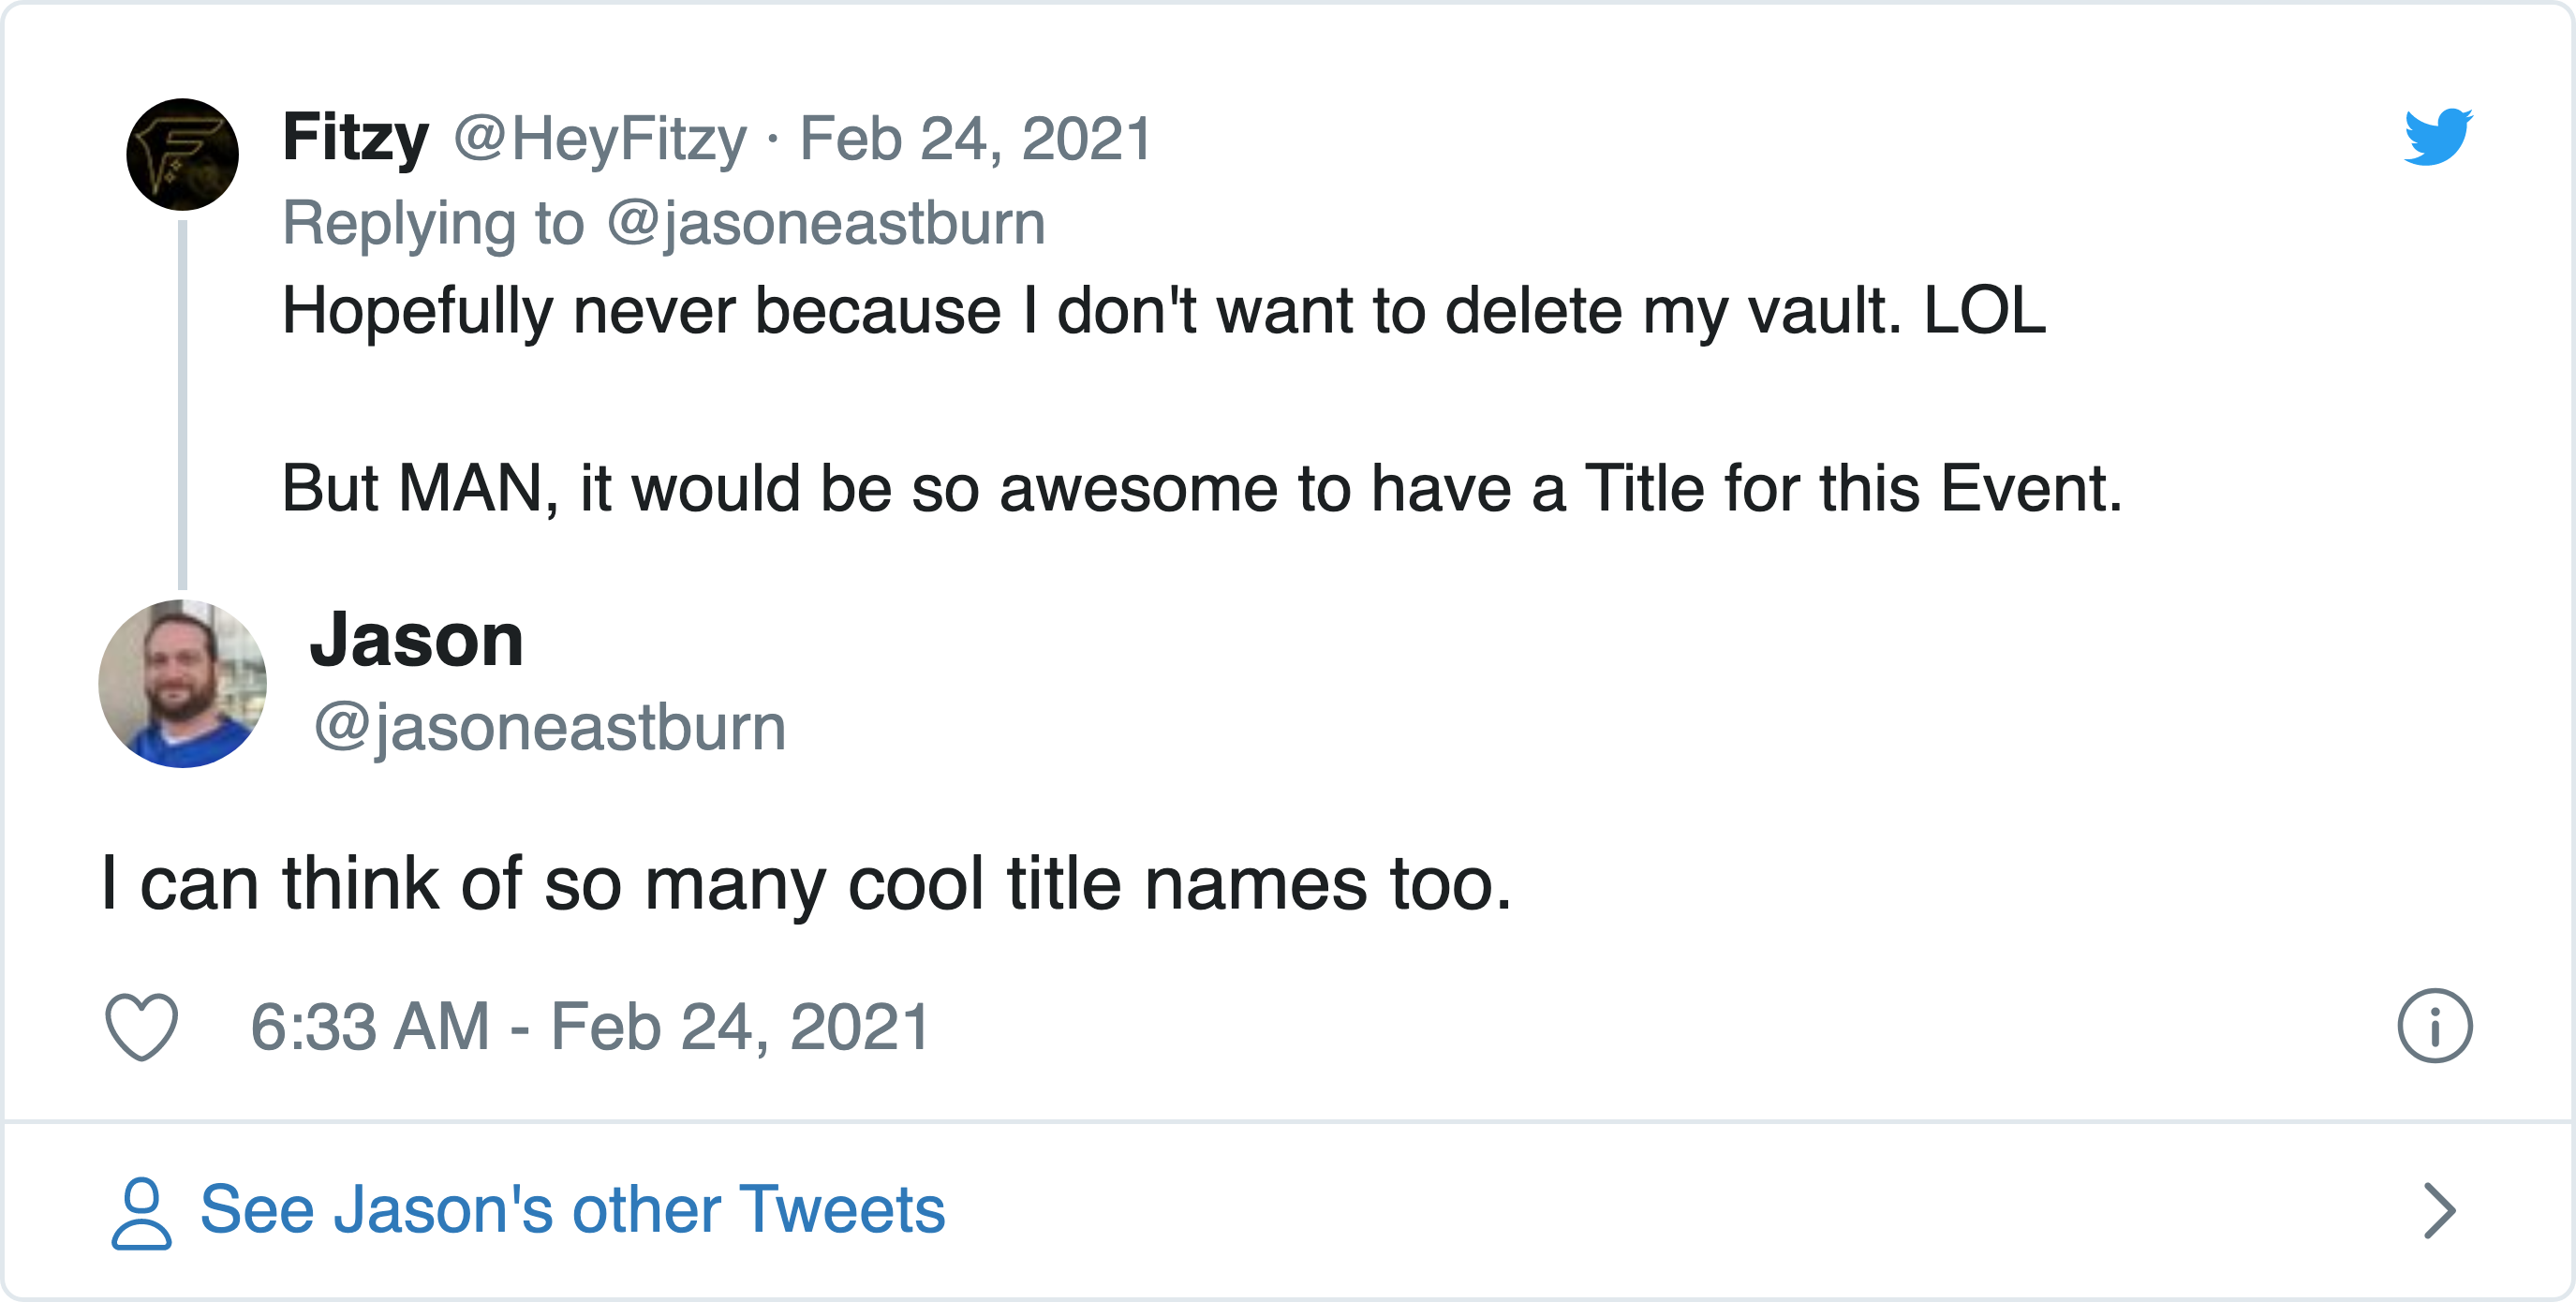 Fitzy @HeyFitzy · Feb 24, 2021
Replying to @jasoneastburn
Hopefully never because I don't want to delete my vault. LOL
But MAN, it would be so awesome to have a Title for this Event.
Jason
@jasoneastburn
I can think of so many cool title names too.
6:33 AM - Feb 24, 2021
See Jason's other Tweets